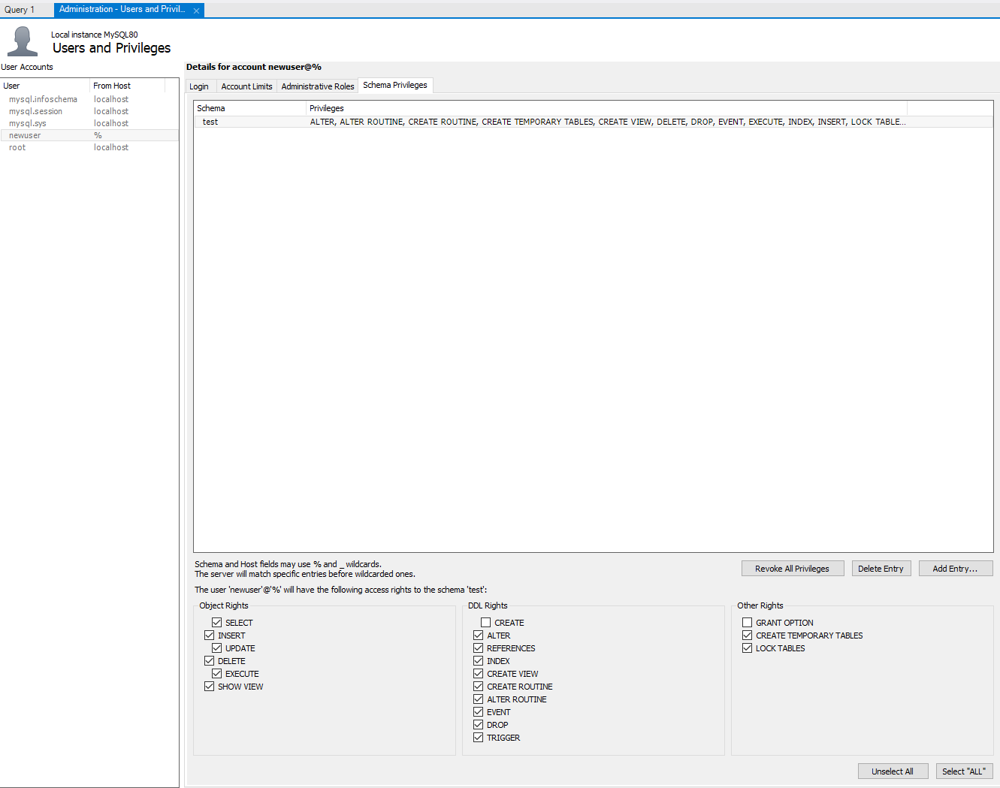 Query 1
Administration - Users and Privil...
Local instance MySQL80
Users and Privileges
User Accounts
User From Host
mysql.infoschema localhost
mysql.session localhost
mysql.sys localhost
newuser %
root localhost
Details for account newuser@%
Login Account Limits Administrative Roles Schema Privileges
Schema Privileges
test ALTER, ALTER ROUTINE, CREATE ROUTINE, CREATE TEMPORARY TABLES, CREATE VIEW, DELETE, DROP, EVENT, EXECUTE, INDEX, INSERT, LOCK TABLE...
Schema and Host fields may use % and _ wildcards.
The server will match specific entries before wildcarded ones.
Revoke All Privileges Delete Entry Add Entry...
The user 'newuser'@'%' will have the following access rights to the schema 'test':
Object Rights
SELECT
INSERT
UPDATE
DELETE
EXECUTE
SHOW VIEW
DDL Rights
CREATE
ALTER
REFERENCES
INDEX
CREATE VIEW
CREATE ROUTINE
ALTER ROUTINE
EVENT
DROP
TRIGGER
Other Rights
GRANT OPTION
CREATE TEMPORARY TABLES
LOCK TABLES
Unselect All Select "ALL"